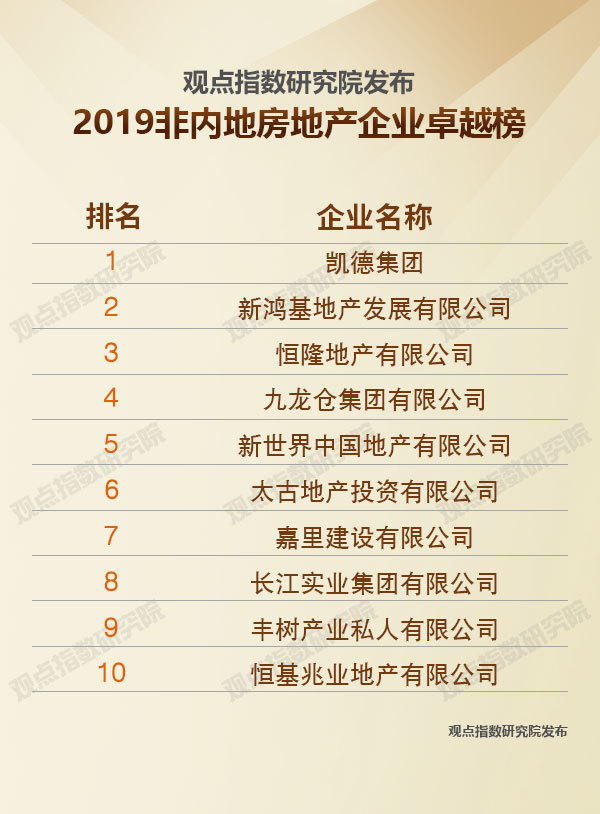 观点指数研究院发布
2019非内地房地产企业卓越榜
排名 企业名称
1 凯德集团
2 新鸿基地产发展有限公司
3 恒隆地产有限公司
4 九龙仓集团有限公司
5 新世界中国地产有限公司
6 太古地产投资有限公司
7 嘉里建设有限公司
8 长江实业集团有限公司
9 丰树产业私人有限公司
10 恒基兆业地产有限公司
观点指数研究院发布
观点指数研究院
观点指数研究院
观点指数研究院
观点指数研究院
观点指数研究院
观点指数研究院
观点指数研究院
观点指数研究院
观点指数研究院